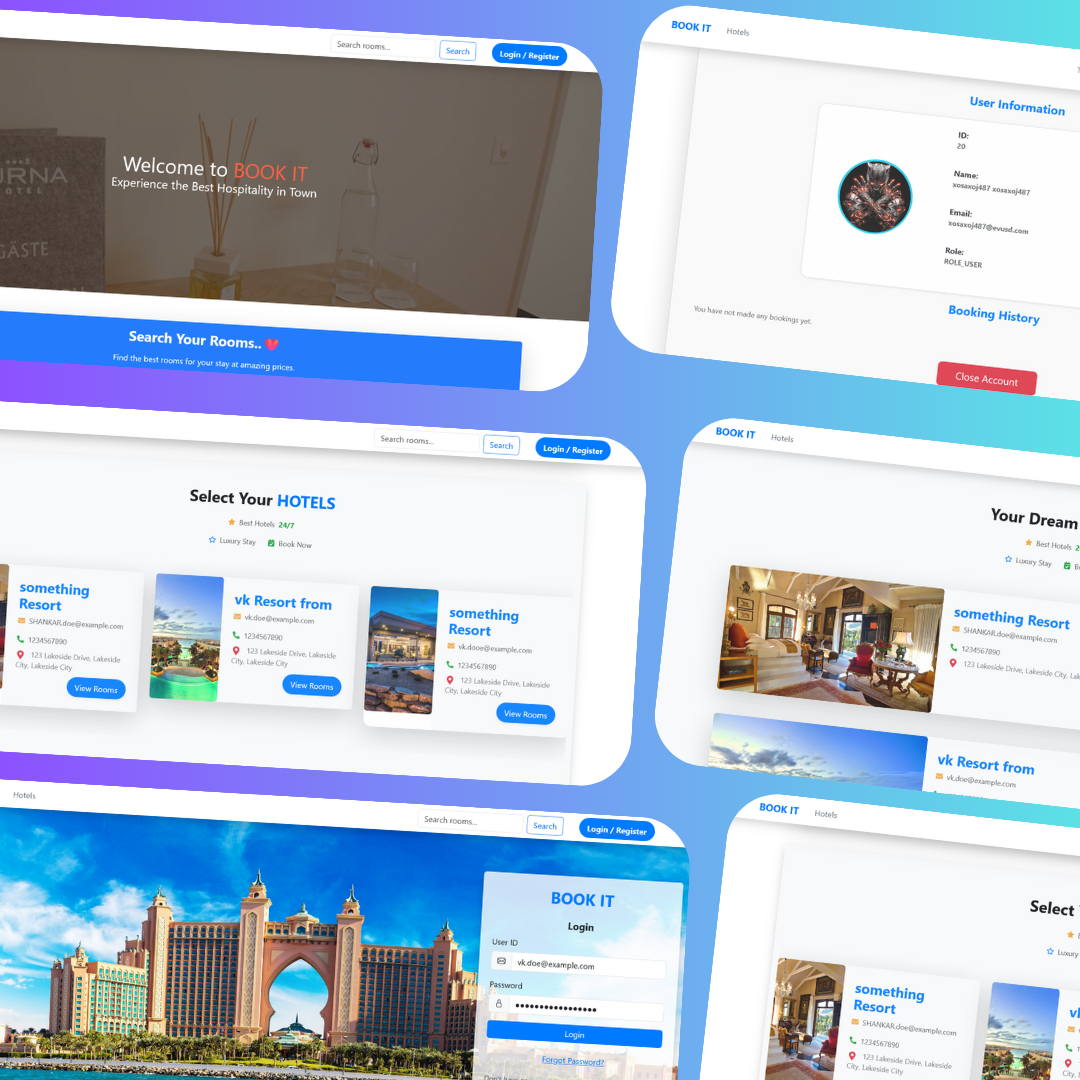 Search rooms...
Search
Login / Register
URNA
GÄSTE
Welcome to BOOK IT
Experience the Best Hospitality in Town
Search Your Rooms..
Find the best rooms for your stay at amazing prices.
BOOK IT
Hotels
User Information
ID:
20
Name:
xosaxoj487 xosaxoj487
Email:
xosaxoj487@evusd.com
Role:
ROLE_USER
Booking History
You have not made any bookings yet.
Close Account
Search rooms...
Search
Login / Register
Select Your HOTELS
Best Hotels 24/7
Luxury Stay
Book Now
something
Resort
SHANKAR.doe@example.com
1234567890
123 Lakeside Drive, Lakeside
City, Lakeside City
View Rooms
vk Resort from
vk.doe@example.com
1234567890
123 Lakeside Drive, Lakeside
City, Lakeside City
View Rooms
something
Resort
vk.dooe@example.com
1234567890
123 Lakeside Drive, Lakeside
City, Lakeside City
View Rooms
BOOK IT
Hotels
Your Dream
Best Hotels
Luxury Stay
something Resort
SHANKAR.doe@example.com
1234567890
123 Lakeside Drive, Lakeside City, La
vk Resort from
vk.doe@example.com
Hotels
Search rooms...
Search
Login / Register
BOOK IT
Login
User ID
vk.doe@example.com
Password
Login
Forgot Password?
BOOK IT
Hotels
Select
Luxury
something
Resort
SHANKAR.doe@example.com
1234567890
123 Lakeside Drive, Lakeside
City, Lakeside City